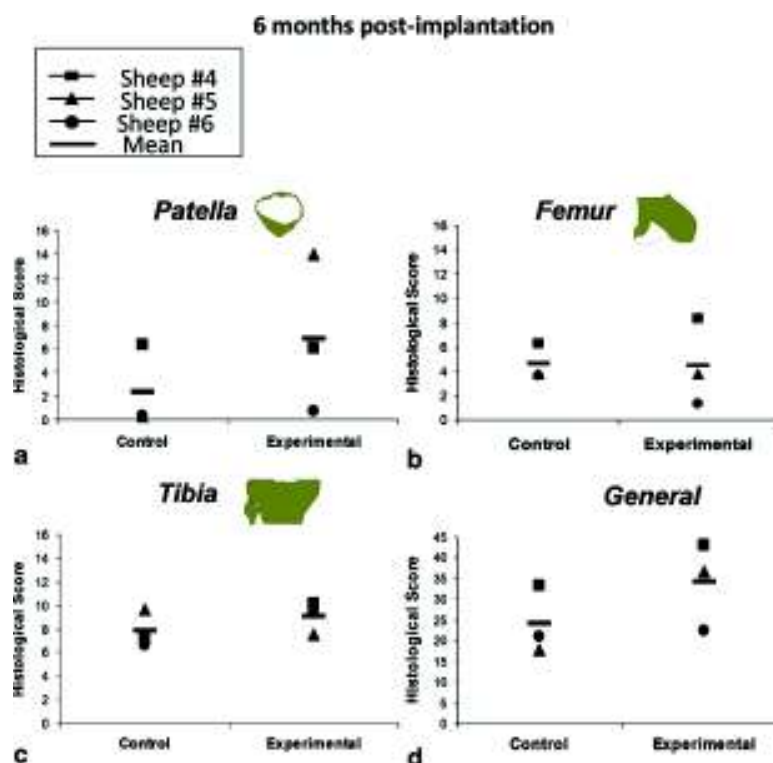 6 months post-implantation
Sheep #4
Sheep #5
Sheep #6
Mean
Patella
Histological Score
16
14
12
10
8
6
4
2
0
Control
Experimental
a
Femur
Histological Score
16
14
12
10
8
6
4
2
0
Control
Experimental
b
Tibia
Histological Score
16
14
12
10
8
6
4
2
0
Control
Experimental
c
General
Histological Score
45
40
35
30
25
20
15
10
5
0
Control
Experimental
d